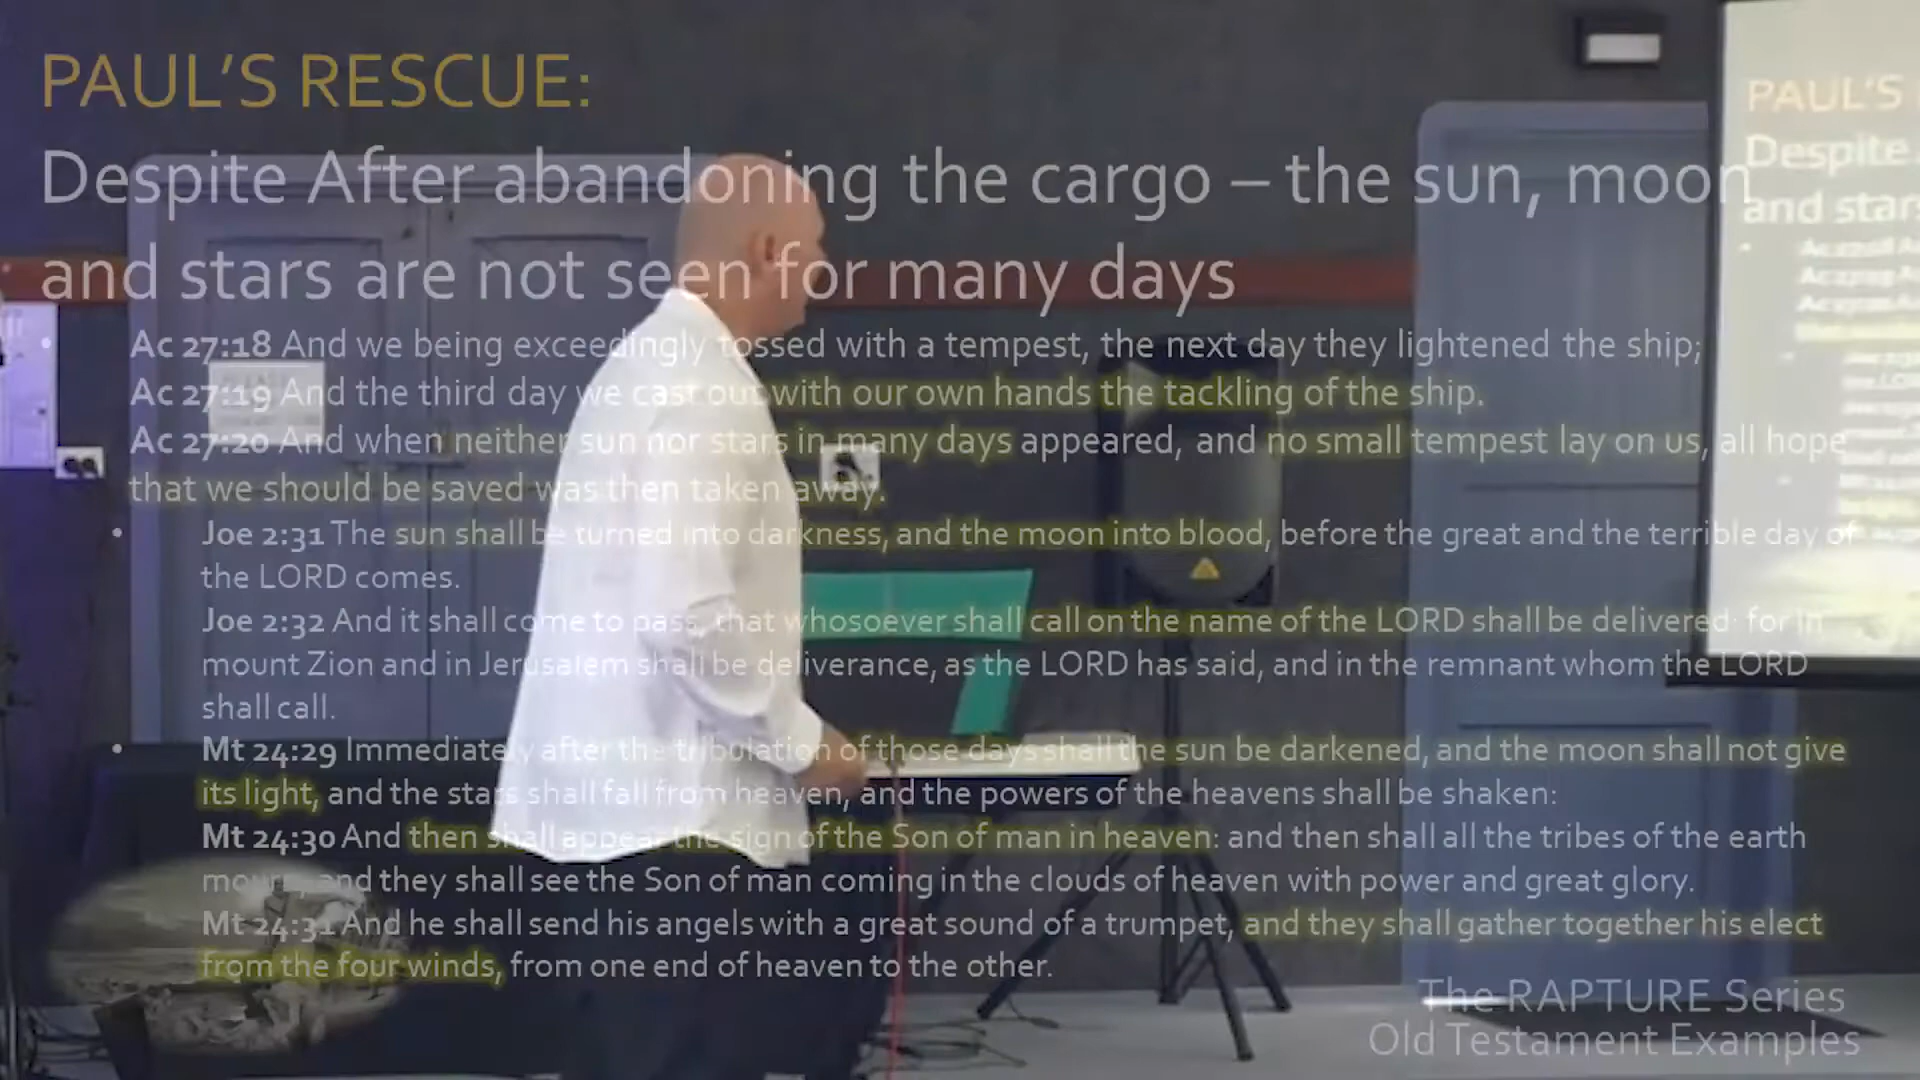 PAUL'S RESCUE:
Despite After abandoning the cargo – the sun, moon
and stars are not seen for many days
• Ac 27:18 And we being exceedingly tossed with a tempest, the next day they lightened the ship;
Ac 27:19 And the third day we cast out with our own hands the tackling of the ship.
Ac 27:20 And when neither sun nor stars in many days appeared, and no small tempest lay on us, all hope
that we should be saved was then taken away.
• Joe 2:31 The sun shall be turned into darkness, and the moon into blood, before the great and the terrible day of
the LORD comes.
Joe 2:32 And it shall come to pass, that whosoever shall call on the name of the LORD shall be delivered: for in
mount Zion and in Jerusalem shall be deliverance, as the LORD has said, and in the remnant whom the LORD
shall call.
• Mt 24:29 Immediately after the tribulation of those days shall the sun be darkened, and the moon shall not give
its light, and the stars shall fall from heaven, and the powers of the heavens shall be shaken:
Mt 24:30 And then shall appear the sign of the Son of man in heaven: and then shall all the tribes of the earth
mourn, and they shall see the Son of man coming in the clouds of heaven with power and great glory.
Mt 24:31 And he shall send his angels with a great sound of a trumpet, and they shall gather together his elect
from the four winds, from one end of heaven to the other.
The RAPTURE Series
Old Testament Examples
PAUL'S
Despite
and stars